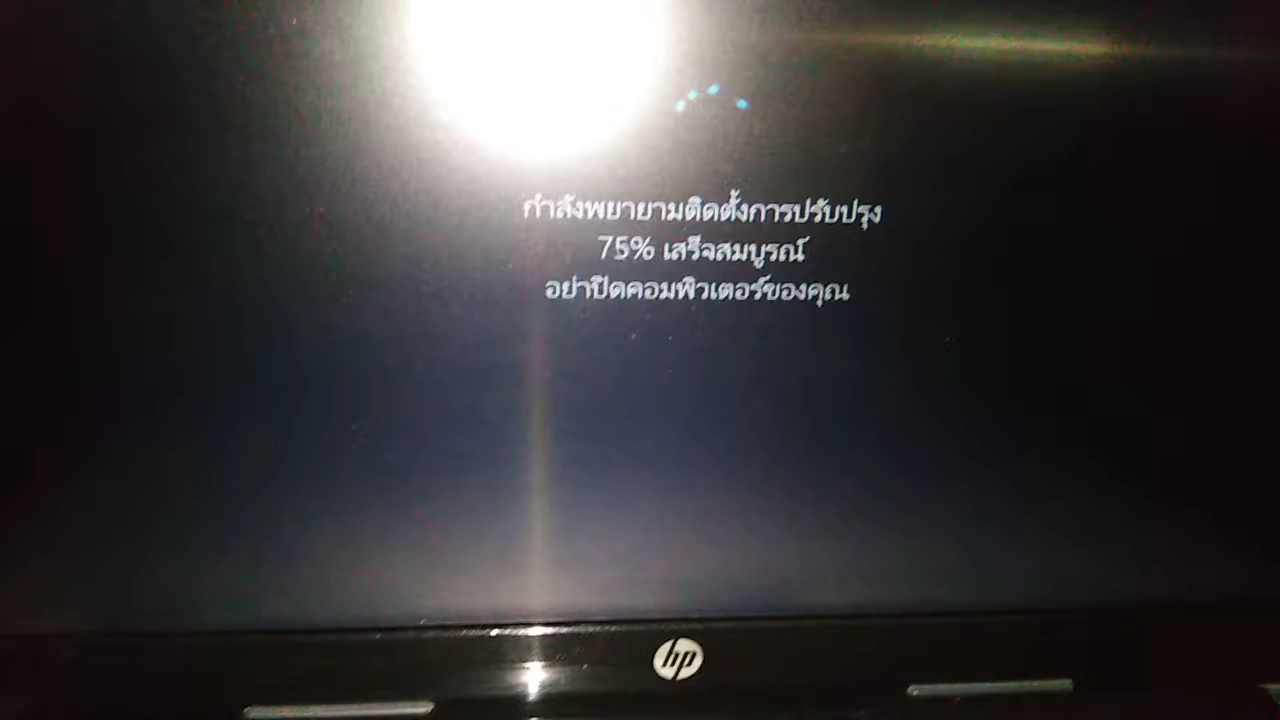 กำลังพยายามติดตั้งการปรับปรุง
75% เสร็จสมบูรณ์
อย่าปิดคอมพิวเตอร์ของคุณ
hp